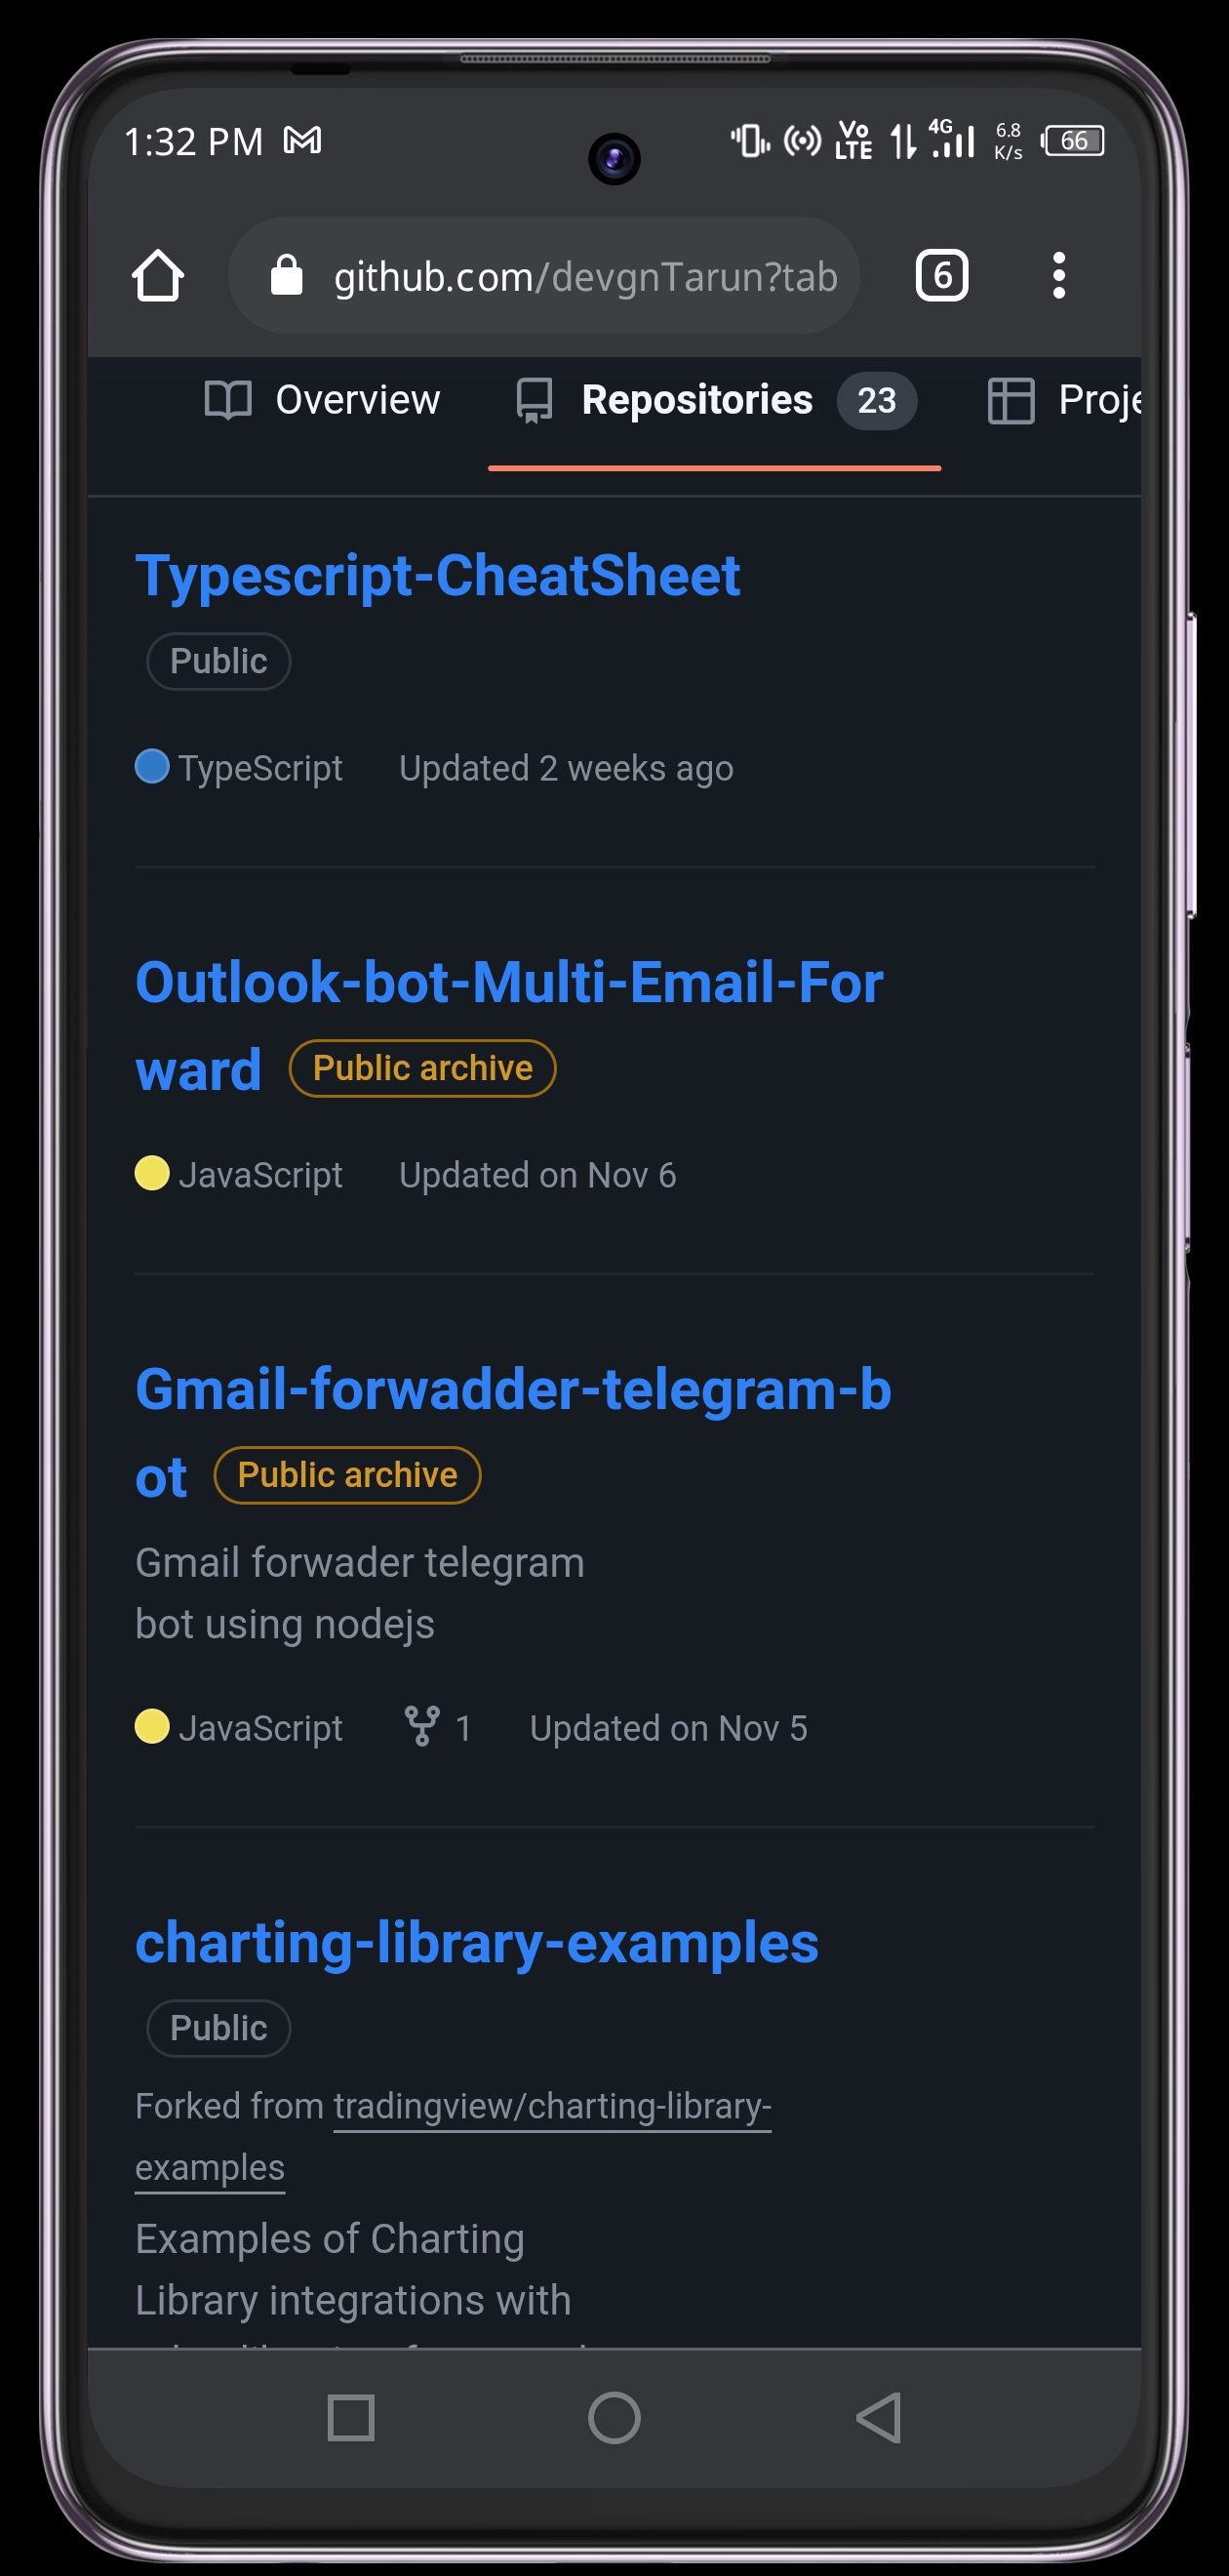 1:32 PM
Vo
LTE
4G
6.8
K/s
66
github.com/devgnTarun?tab
6
Overview
Repositories 23
Proje
Typescript-CheatSheet
Public
TypeScript Updated 2 weeks ago
Outlook-bot-Multi-Email-For
ward Public archive
JavaScript Updated on Nov 6
Gmail-forwadder-telegram-b
ot Public archive
Gmail forwader telegram
bot using nodejs
JavaScript 1 Updated on Nov 5
charting-library-examples
Public
Forked from tradingview/charting-library-
examples
Examples of Charting
Library integrations with